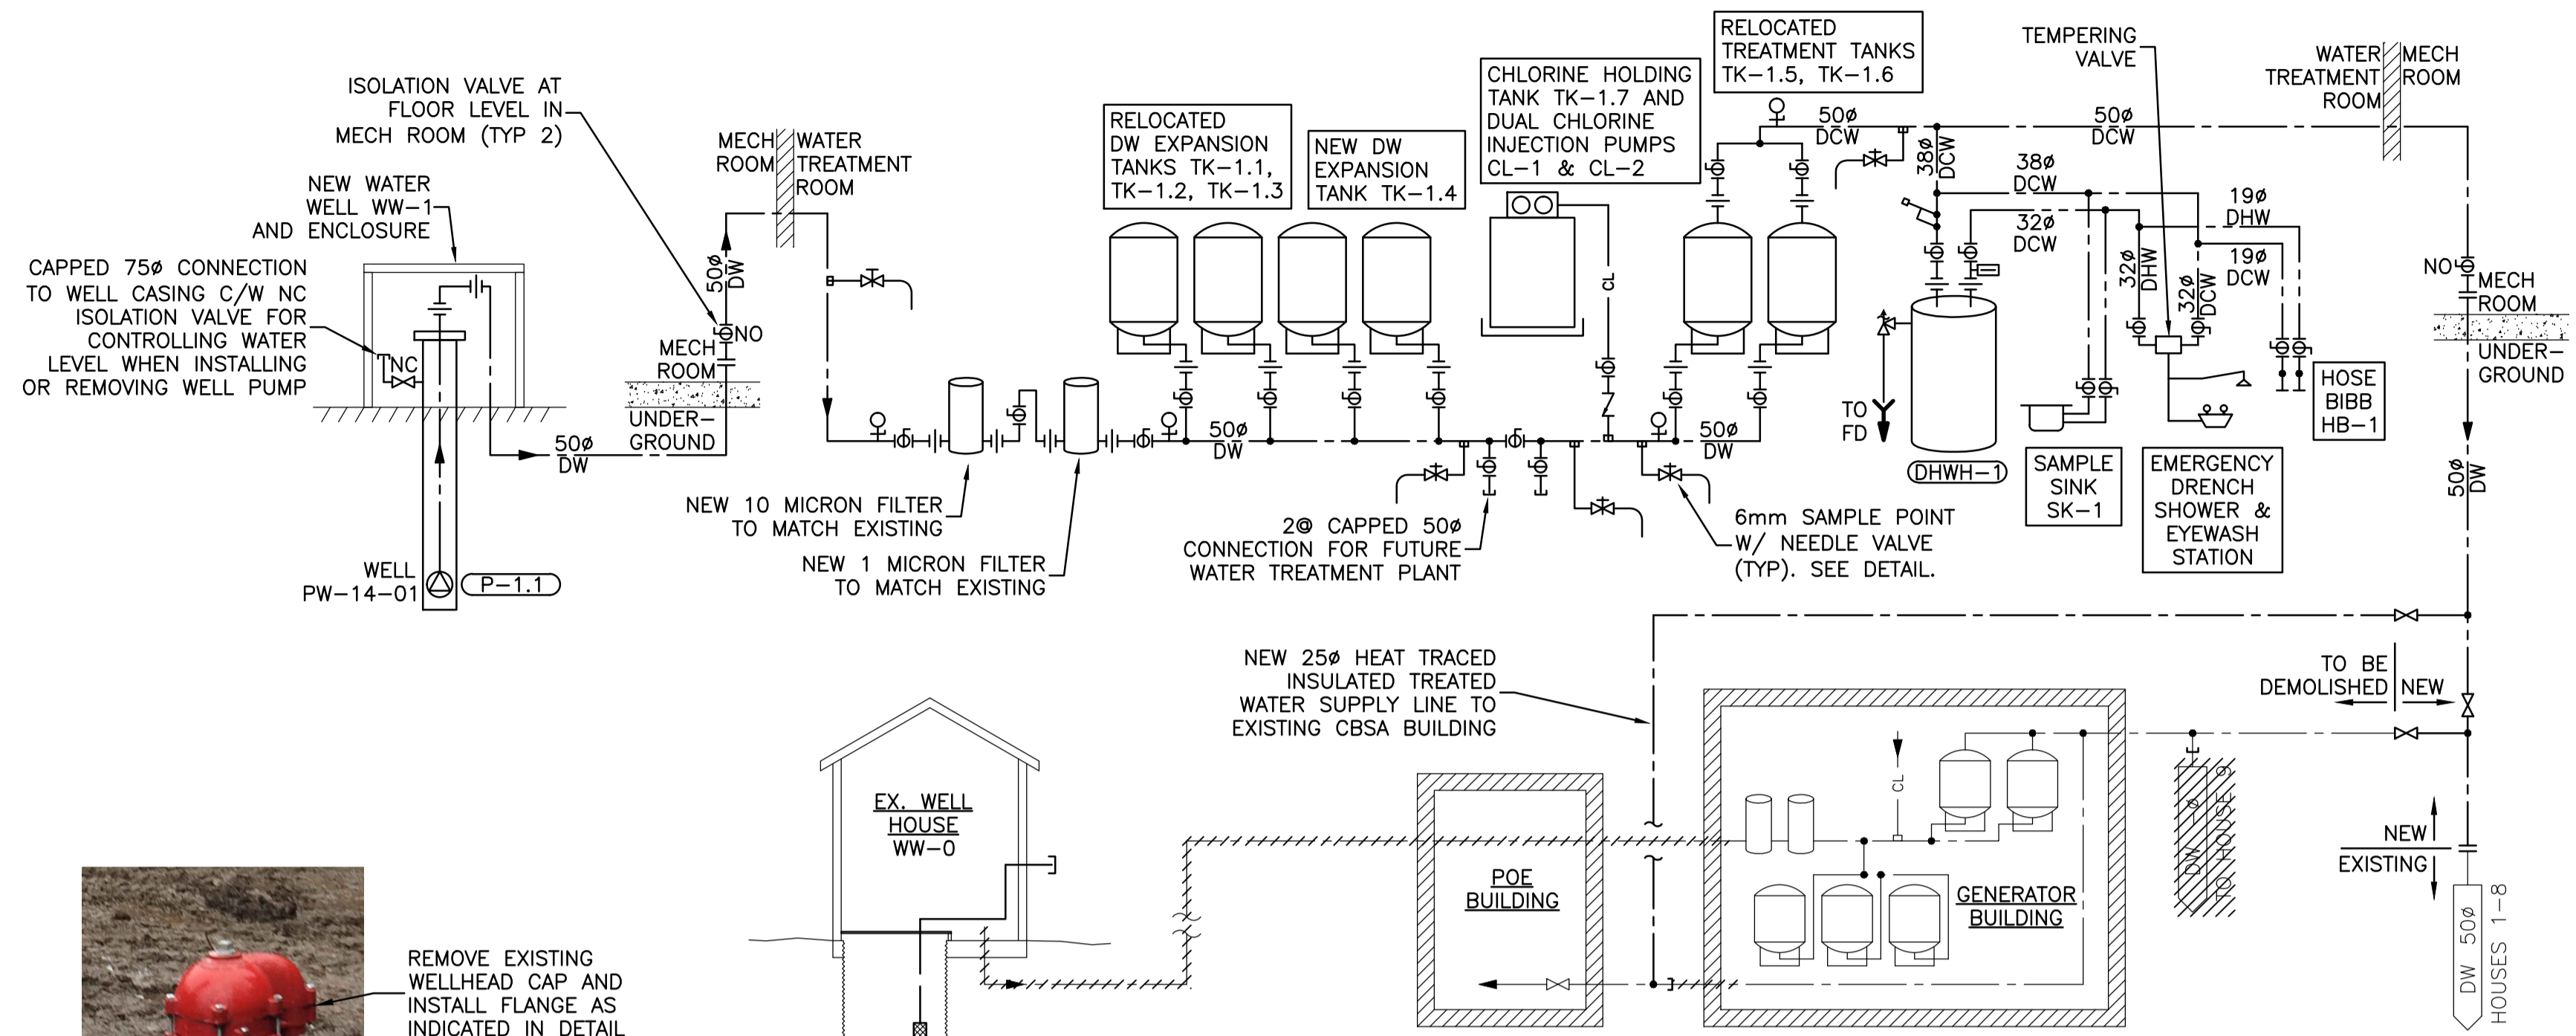 ISOLATION VALVE AT
FLOOR LEVEL IN
MECH ROOM (TYP 2)
NEW WATER
WELL WW-1
AND ENCLOSURE
CAPPED 75ø CONNECTION
TO WELL CASING C/W NC
ISOLATION VALVE FOR
CONTROLLING WATER
LEVEL WHEN INSTALLING
OR REMOVING WELL PUMP
NC
WELL
PW-14-01
P-1.1
50ø
DW
50ø
DW
NO
MECH
ROOM
UNDER-
GROUND
MECH
ROOM
WATER
TREATMENT
ROOM
NEW 10 MICRON FILTER
TO MATCH EXISTING
NEW 1 MICRON FILTER
TO MATCH EXISTING
RELOCATED
DW EXPANSION
TANKS TK-1.1,
TK-1.2, TK-1.3
NEW DW
EXPANSION
TANK TK-1.4
50ø
DW
CHLORINE HOLDING
TANK TK-1.7 AND
DUAL CHLORINE
INJECTION PUMPS
CL-1 & CL-2
CL
RELOCATED
TREATMENT TANKS
TK-1.5, TK-1.6
50ø
DW
2@ CAPPED 50ø
CONNECTION FOR FUTURE
WATER TREATMENT PLANT
6mm SAMPLE POINT
W/ NEEDLE VALVE
(TYP). SEE DETAIL.
50ø
DCW
38ø
DCW
50ø
DCW
38ø
DCW
32ø
DCW
TEMPERING
VALVE
19ø
DHW
19ø
DCW
32ø
DHW
32ø
DCW
TO
FD
DHWH-1
SAMPLE
SINK
SK-1
EMERGENCY
DRENCH
SHOWER &
EYEWASH
STATION
HOSE
BIBB
HB-1
WATER
TREATMENT
ROOM
MECH
ROOM
NO
MECH
ROOM
UNDER-
GROUND
50ø
DW
NEW 25ø HEAT TRACED
INSULATED TREATED
WATER SUPPLY LINE TO
EXISTING CBSA BUILDING
TO BE
DEMOLISHED
NEW
EX. WELL
HOUSE
WW-0
POE
BUILDING
CL
GENERATOR
BUILDING
TO HOUSE 9
NEW
EXISTING
DW 50ø
HOUSES 1-8
REMOVE EXISTING
WELLHEAD CAP AND
INSTALL FLANGE AS
INDICATED IN DETAIL